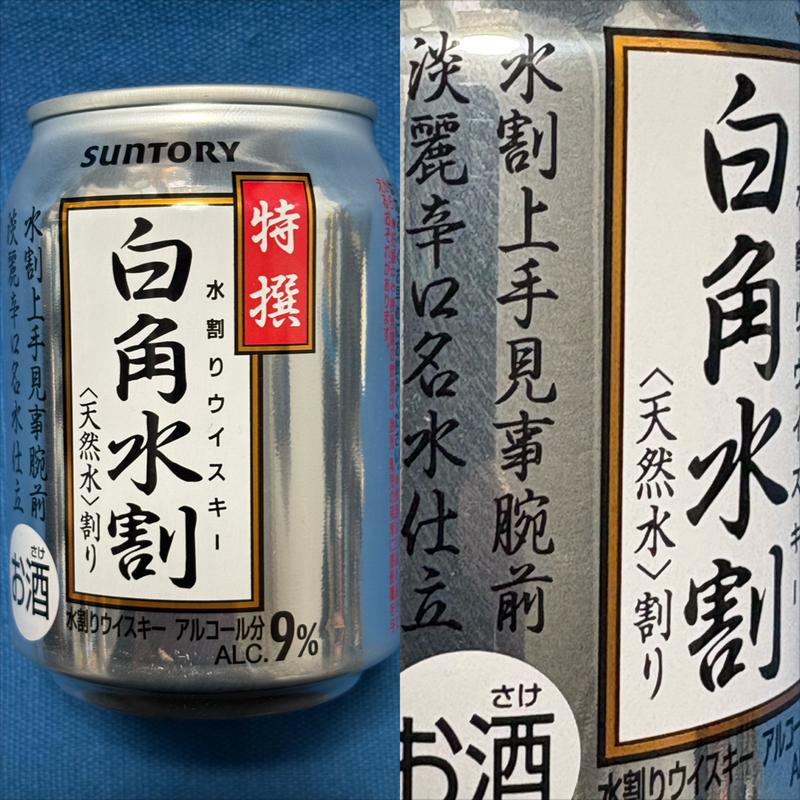 SUNTORY
特撰
白角水割
水割りウイスキー
〈天然水〉割り
水割上手見事腕前
淡麗辛口名水仕立
さけ
お酒
水割りウイスキー アルコール分9%
ALC.
水割上手見事腕前
淡麗辛口名水仕立
白角水割
〈天然水〉割り
さけ
お酒
水割りウイスキー アルコー